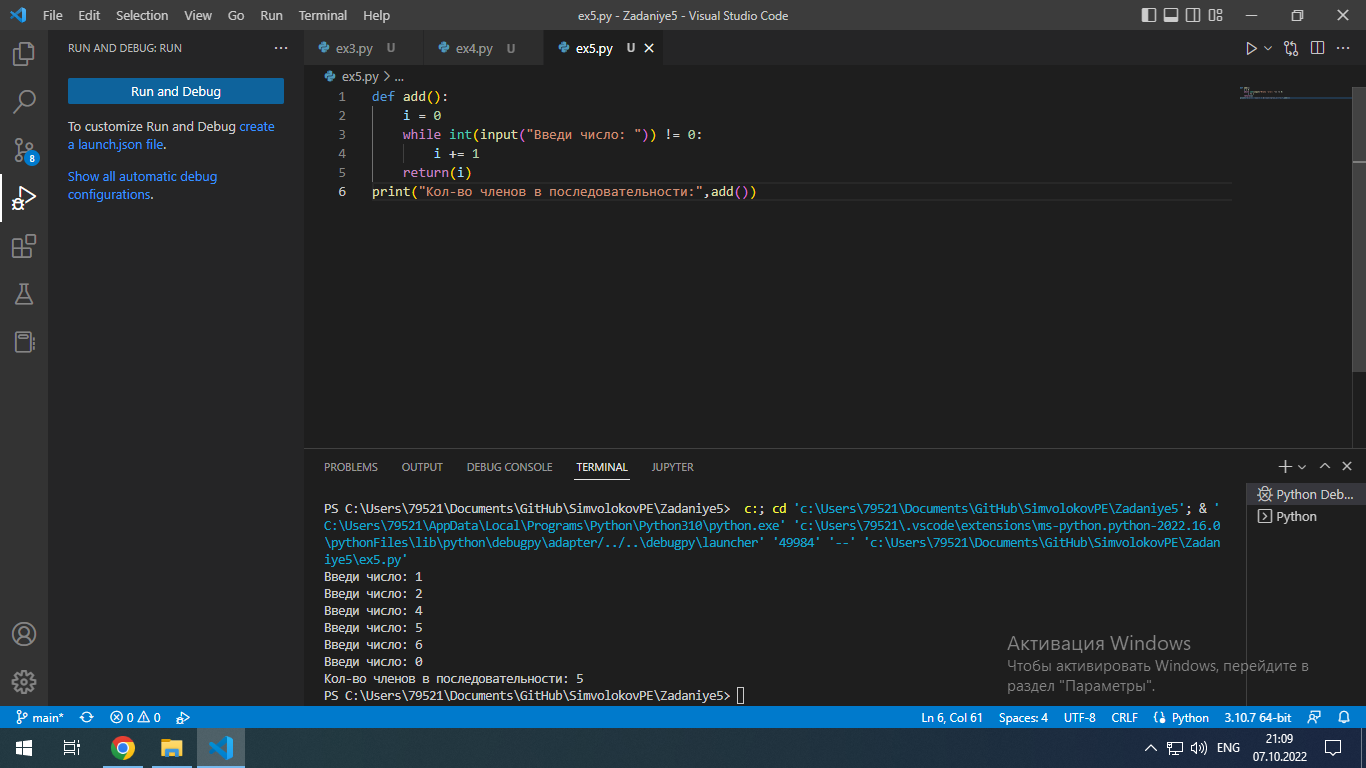 File Edit Selection View Go Run Terminal Help
ex5.py - Zadaniye5 - Visual Studio Code
RUN AND DEBUG: RUN
ex3.py U
ex4.py U
ex5.py U
Run and Debug
To customize Run and Debug create
a launch.json file.
Show all automatic debug
configurations.
8
ex5.py > ...
1 def add():
2     i = 0
3     while int(input("Введи число: ")) != 0:
4         i += 1
5     return(i)
6 print("Кол-во членов в последовательности:",add())
PROBLEMS OUTPUT DEBUG CONSOLE TERMINAL JUPYTER
PS C:\Users\79521\Documents\GitHub\SimvolokovPE\Zadaniye5>  c:; cd 'c:\Users\79521\Documents\GitHub\SimvolokovPE\Zadaniye5'; & '
C:\Users\79521\AppData\Local\Programs\Python\Python310\python.exe' 'c:\Users\79521\.vscode\extensions\ms-python.python-2022.16.0
\pythonFiles\lib\python\debugpy\adapter/../..\debugpy\launcher' '49984' '--' 'c:\Users\79521\Documents\GitHub\SimvolokovPE\Zadan
iye5\ex5.py'
Введи число: 1
Введи число: 2
Введи число: 4
Введи число: 5
Введи число: 6
Введи число: 0
Кол-во членов в последовательности: 5
PS C:\Users\79521\Documents\GitHub\SimvolokovPE\Zadaniye5>
Python Deb...
Python
Активация Windows
Чтобы активировать Windows, перейдите в
раздел "Параметры".
main* 0 0
Ln 6, Col 61 Spaces: 4 UTF-8 CRLF Python 3.10.7 64-bit
ENG
21:09
07.10.2022